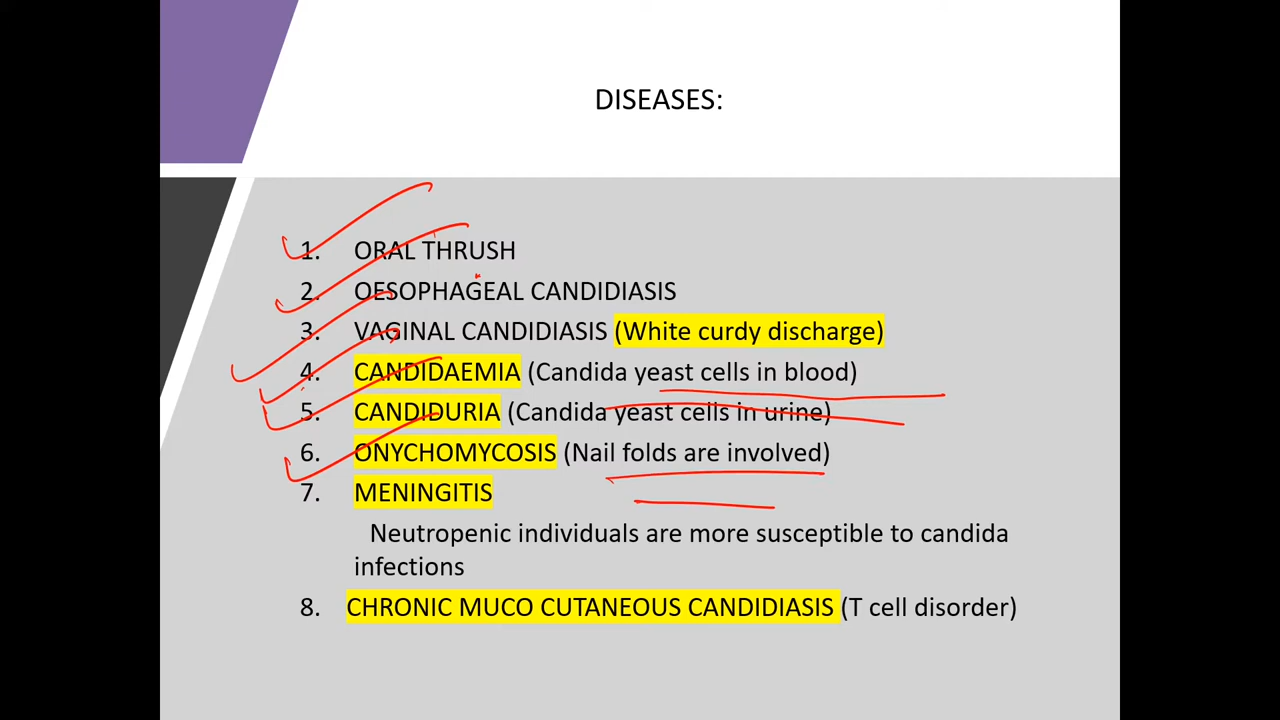 DISEASES:
1. ORAL THRUSH
2. OESOPHAGEAL CANDIDIASIS
3. VAGINAL CANDIDIASIS (White curdy discharge)
4. CANDIDAEMIA (Candida yeast cells in blood)
5. CANDIDURIA (Candida yeast cells in urine)
6. ONYCHOMYCOSIS (Nail folds are involved)
7. MENINGITIS
Neutropenic individuals are more susceptible to candida
infections
8. CHRONIC MUCO CUTANEOUS CANDIDIASIS (T cell disorder)